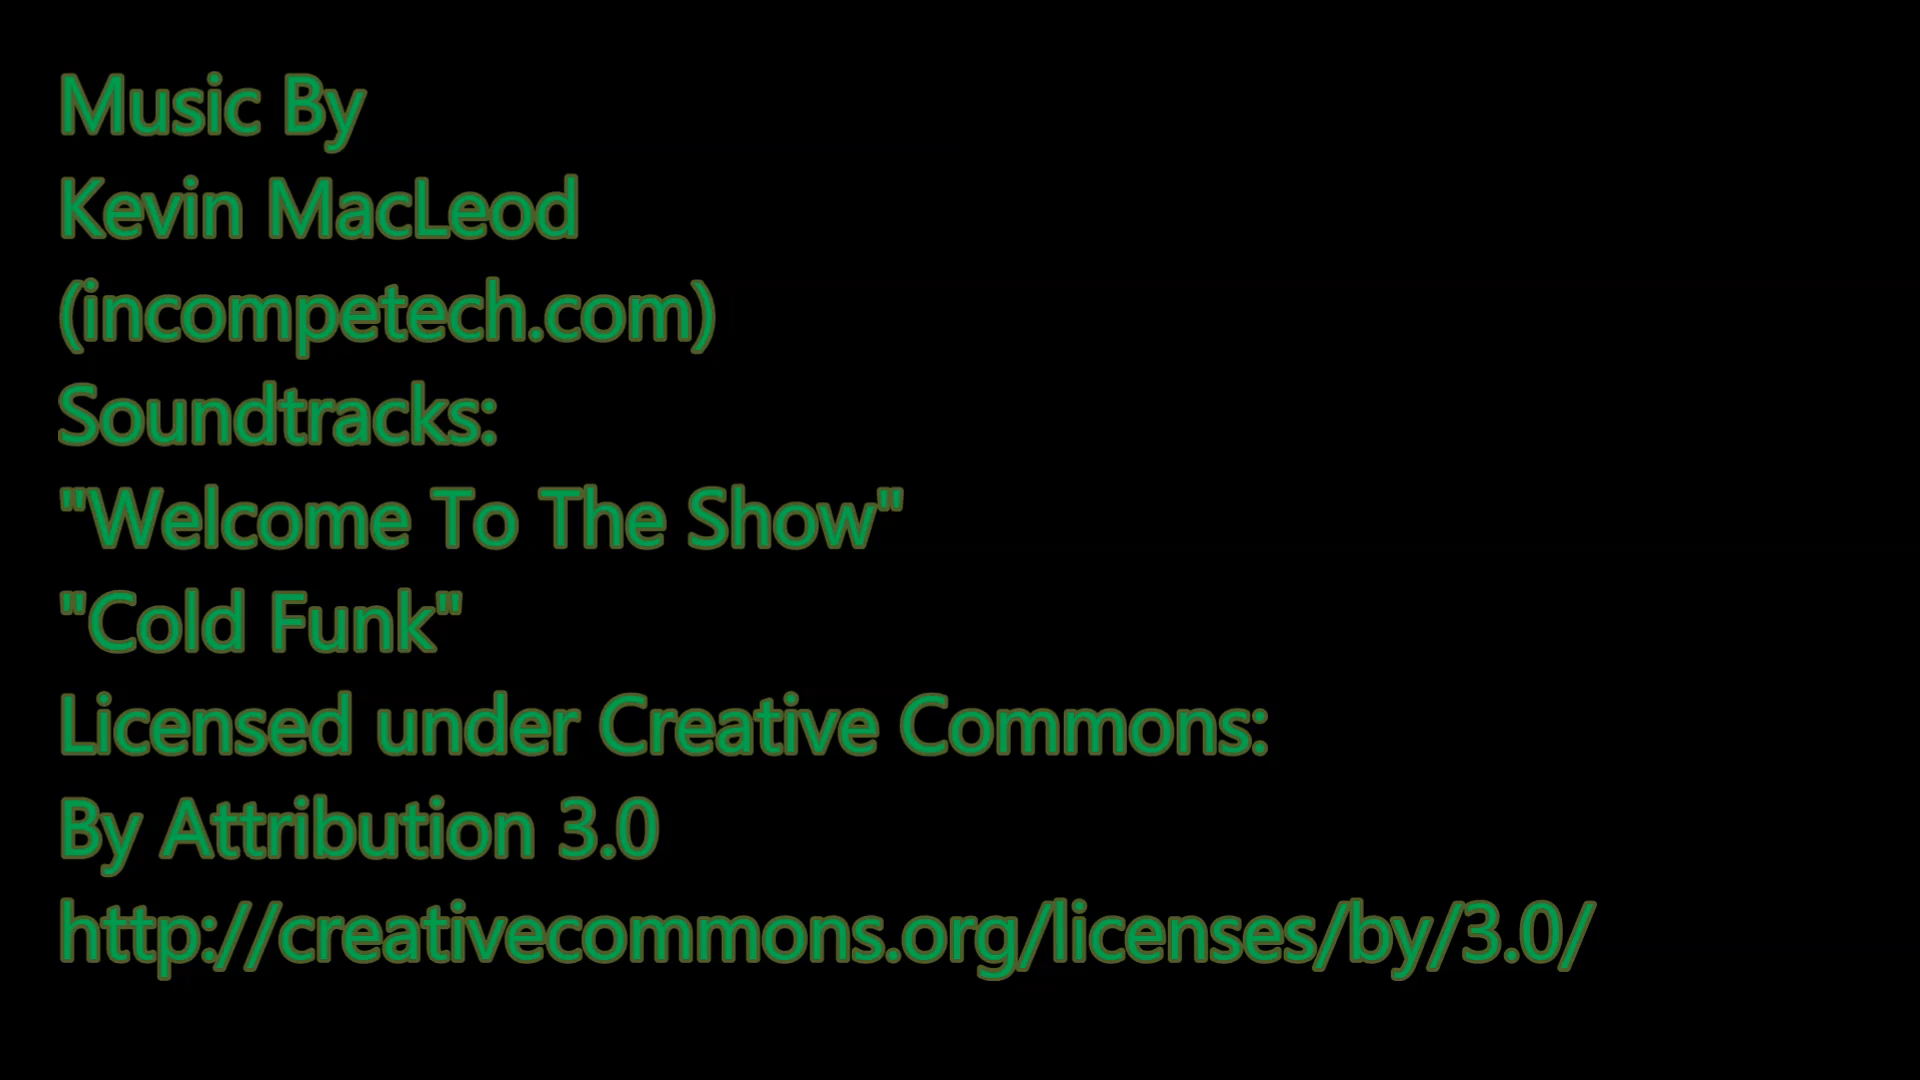 Music By
Kevin MacLeod
(incompetech.com)
Soundtracks:
"Welcome To The Show"
"Cold Funk"
Licensed under Creative Commons:
By Attribution 3.0
http://creativecommons.org/licenses/by/3.0/